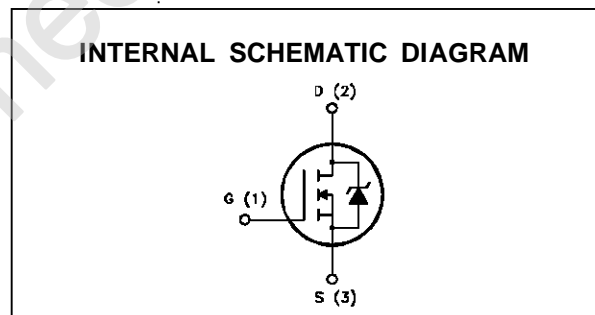 INTERNAL SCHEMATIC DIAGRAM
D (2)
G (1)
S (3)